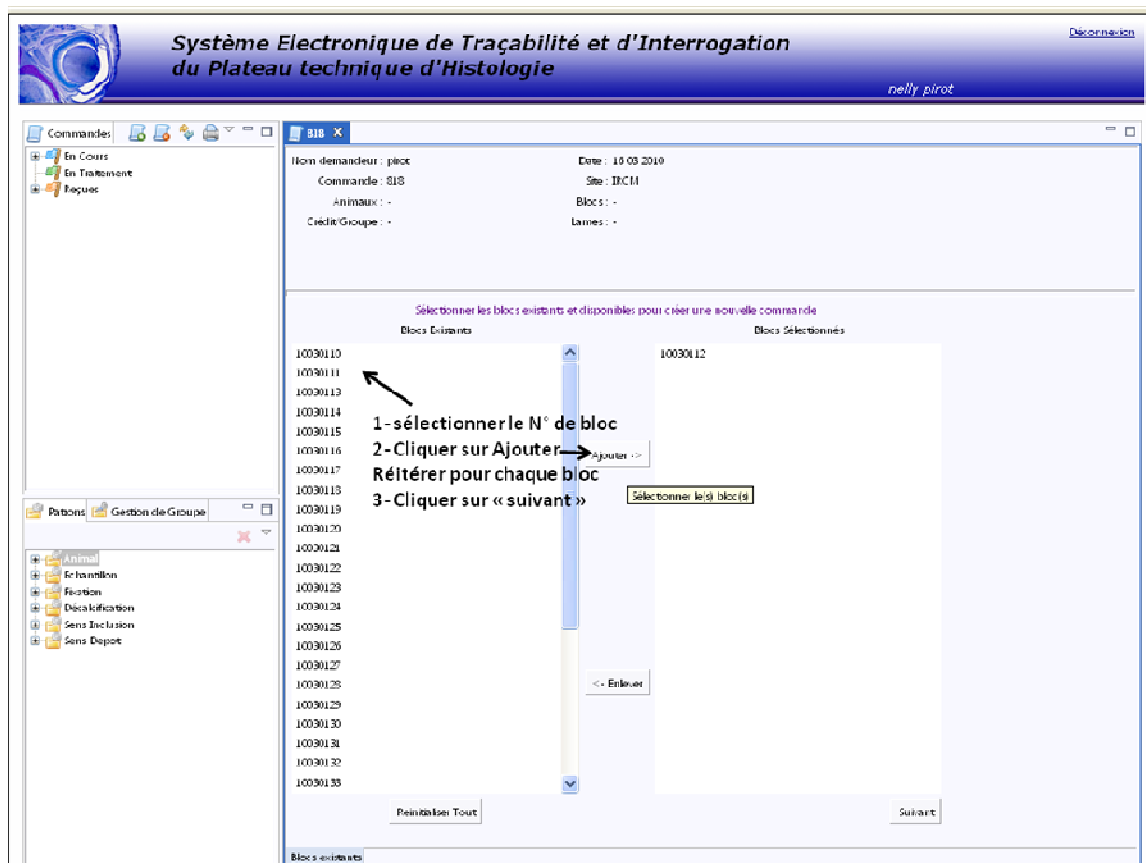 Système Electronique de Traçabilité et d'Interrogation
du Plateau technique d'Histologie
Déconnexion
nelly pirot
Commandes
En Cours
En Traitement
Reçues
818 X
Nom demandeur : pirot
Date : 16 03 2010
Commande : 818
Site : IRCM
Animaux : -
Blocs : -
Crédit/Groupe : -
Lames : -
Sélectionner les blocs existants et disponibles pour créer une nouvelle commande
Blocs Existants
Blocs Sélectionnés
10030110
10030111
10030113
10030114
10030115
10030116
10030117
10030118
10030119
10030120
10030121
10030122
10030123
10030124
10030125
10030126
10030127
10030128
10030129
10030130
10030131
10030132
10030133
10030112
1-sélectionner le N° de bloc
2-Cliquer sur Ajouter
Réitérer pour chaque bloc
3-Cliquer sur « suivant »
Ajouter ->
Sélectionner le(s) bloc(s)
<- Enlever
Reinitialiser Tout
Suivant
Patrons
Gestion de Groupe
Animal
Echantillon
Fixation
Décalcification
Sens Inclusion
Sens Depot
Blocs existants